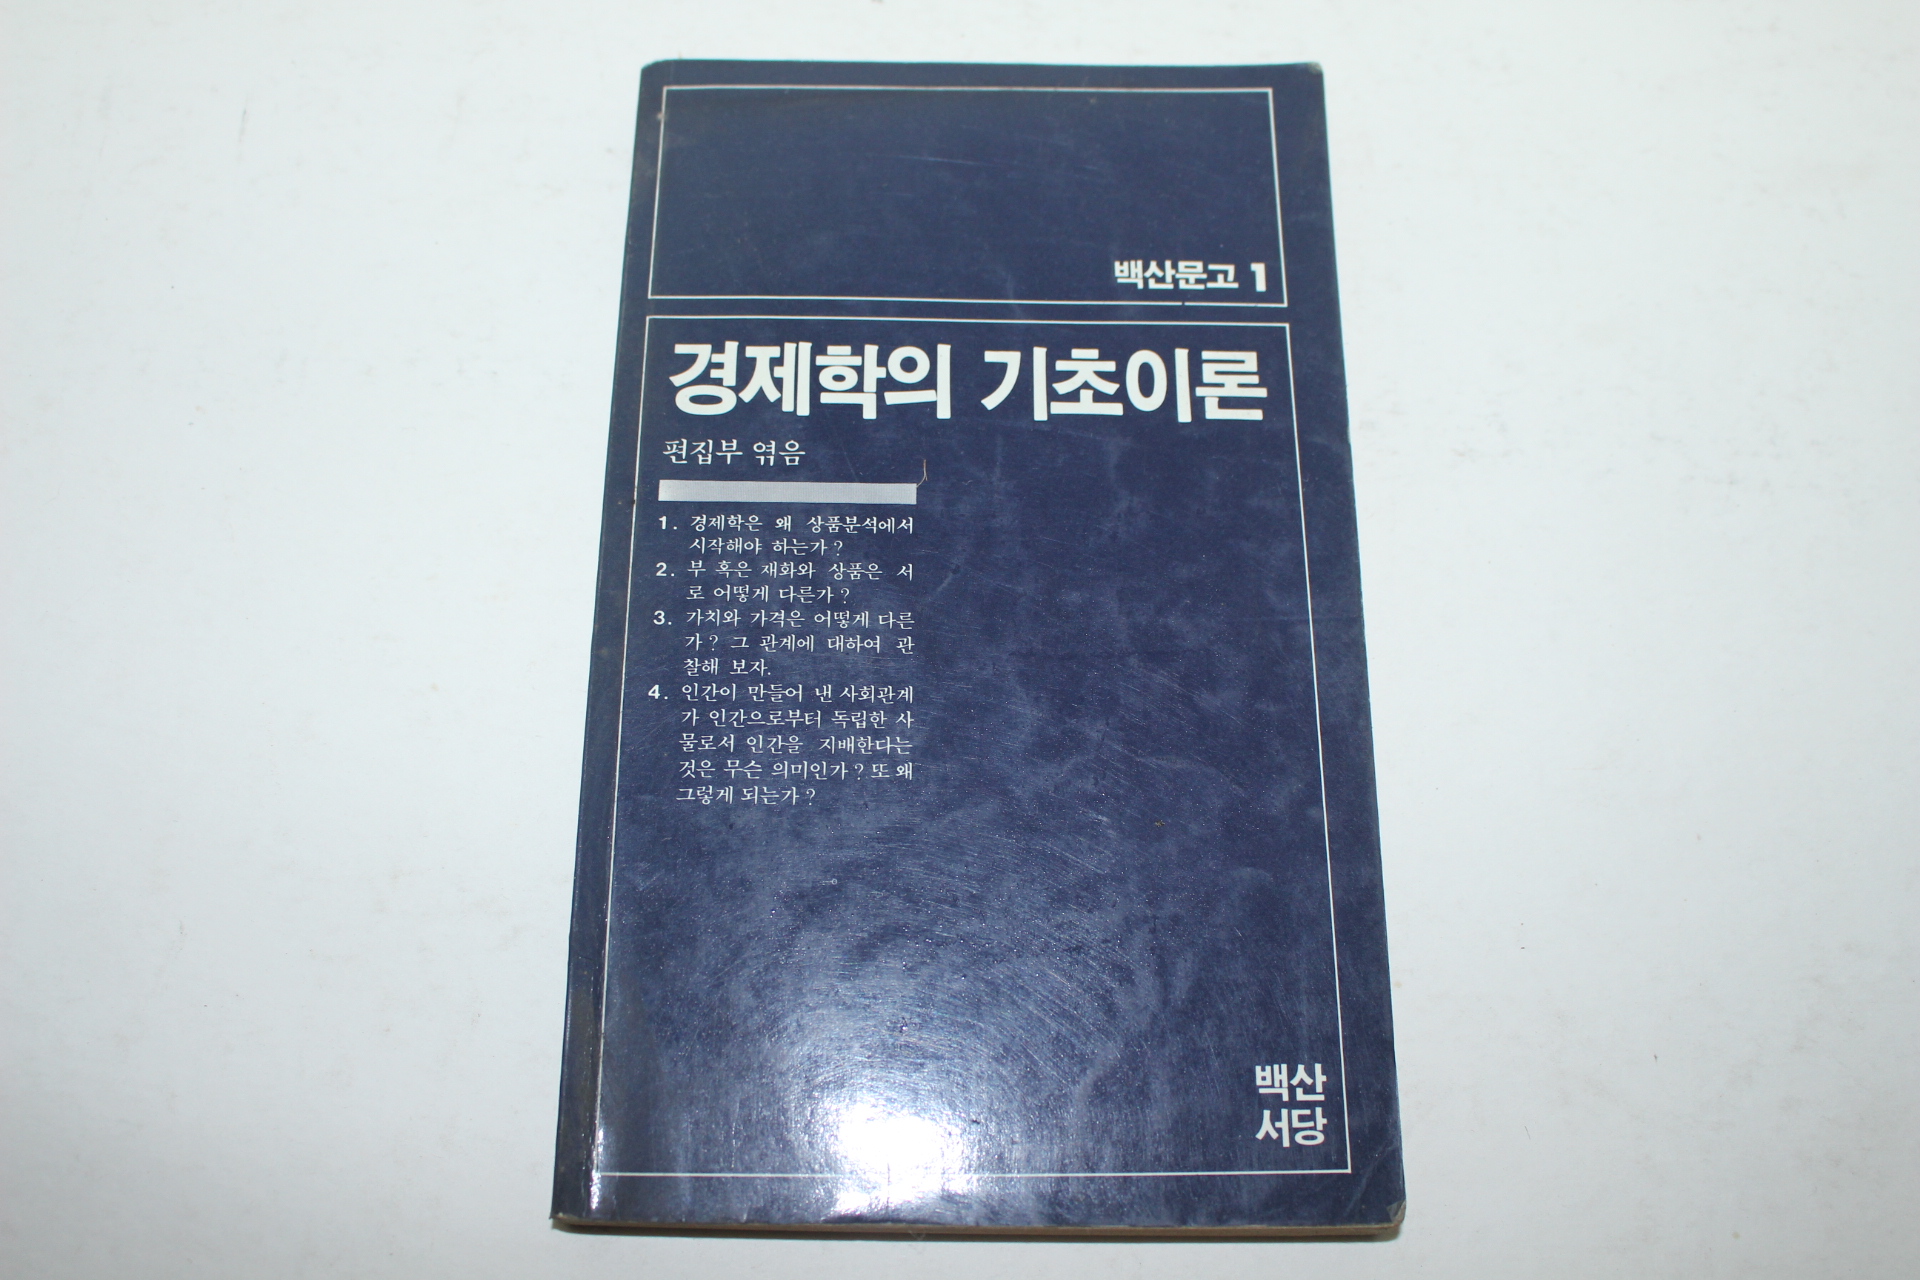 백산문고 1
경제학의 기초이론
편집부 엮음
1. 경제학은 왜 상품분석에서
시작해야 하는가?
2. 부 혹은 재화와 상품은 서
로 어떻게 다른가?
3. 가치와 가격은 어떻게 다른
가? 그 관계에 대하여 관
찰해 보자.
4. 인간이 만들어 낸 사회관계
가 인간으로부터 독립한 사
물로서 인간을 지배한다는
것은 무슨 의미인가? 또 왜
그렇게 되는가?
백산
서당